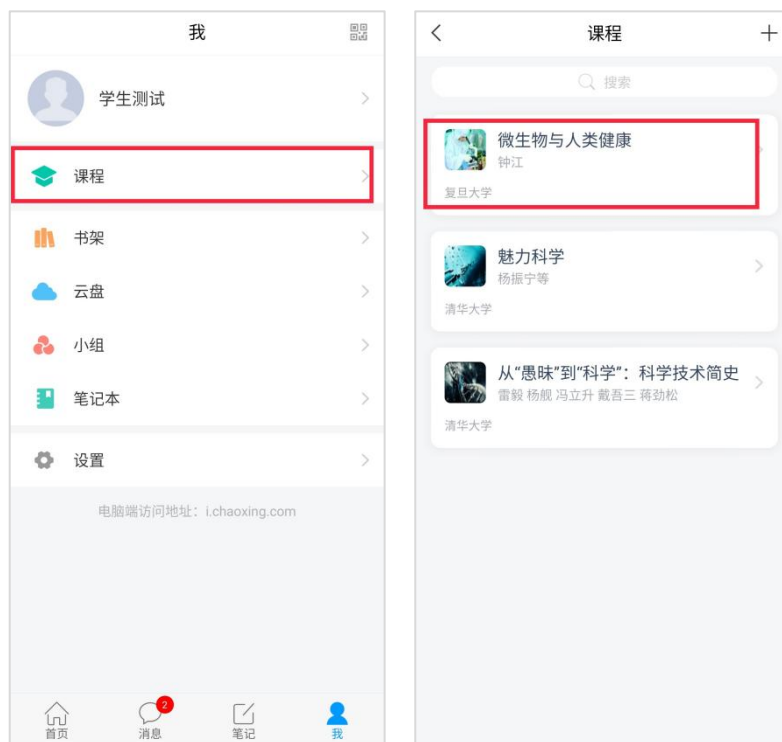 我
学生测试
课程
书架
云盘
小组
笔记本
设置
电脑端访问地址：i.chaoxing.com
2
首页
消息
笔记
我
课程
搜索
微生物与人类健康
钟江
复旦大学
魅力科学
杨振宁等
清华大学
从“愚昧”到“科学”：科学技术简史
雷毅 杨舰 冯立升 戴吾三 蒋劲松
清华大学